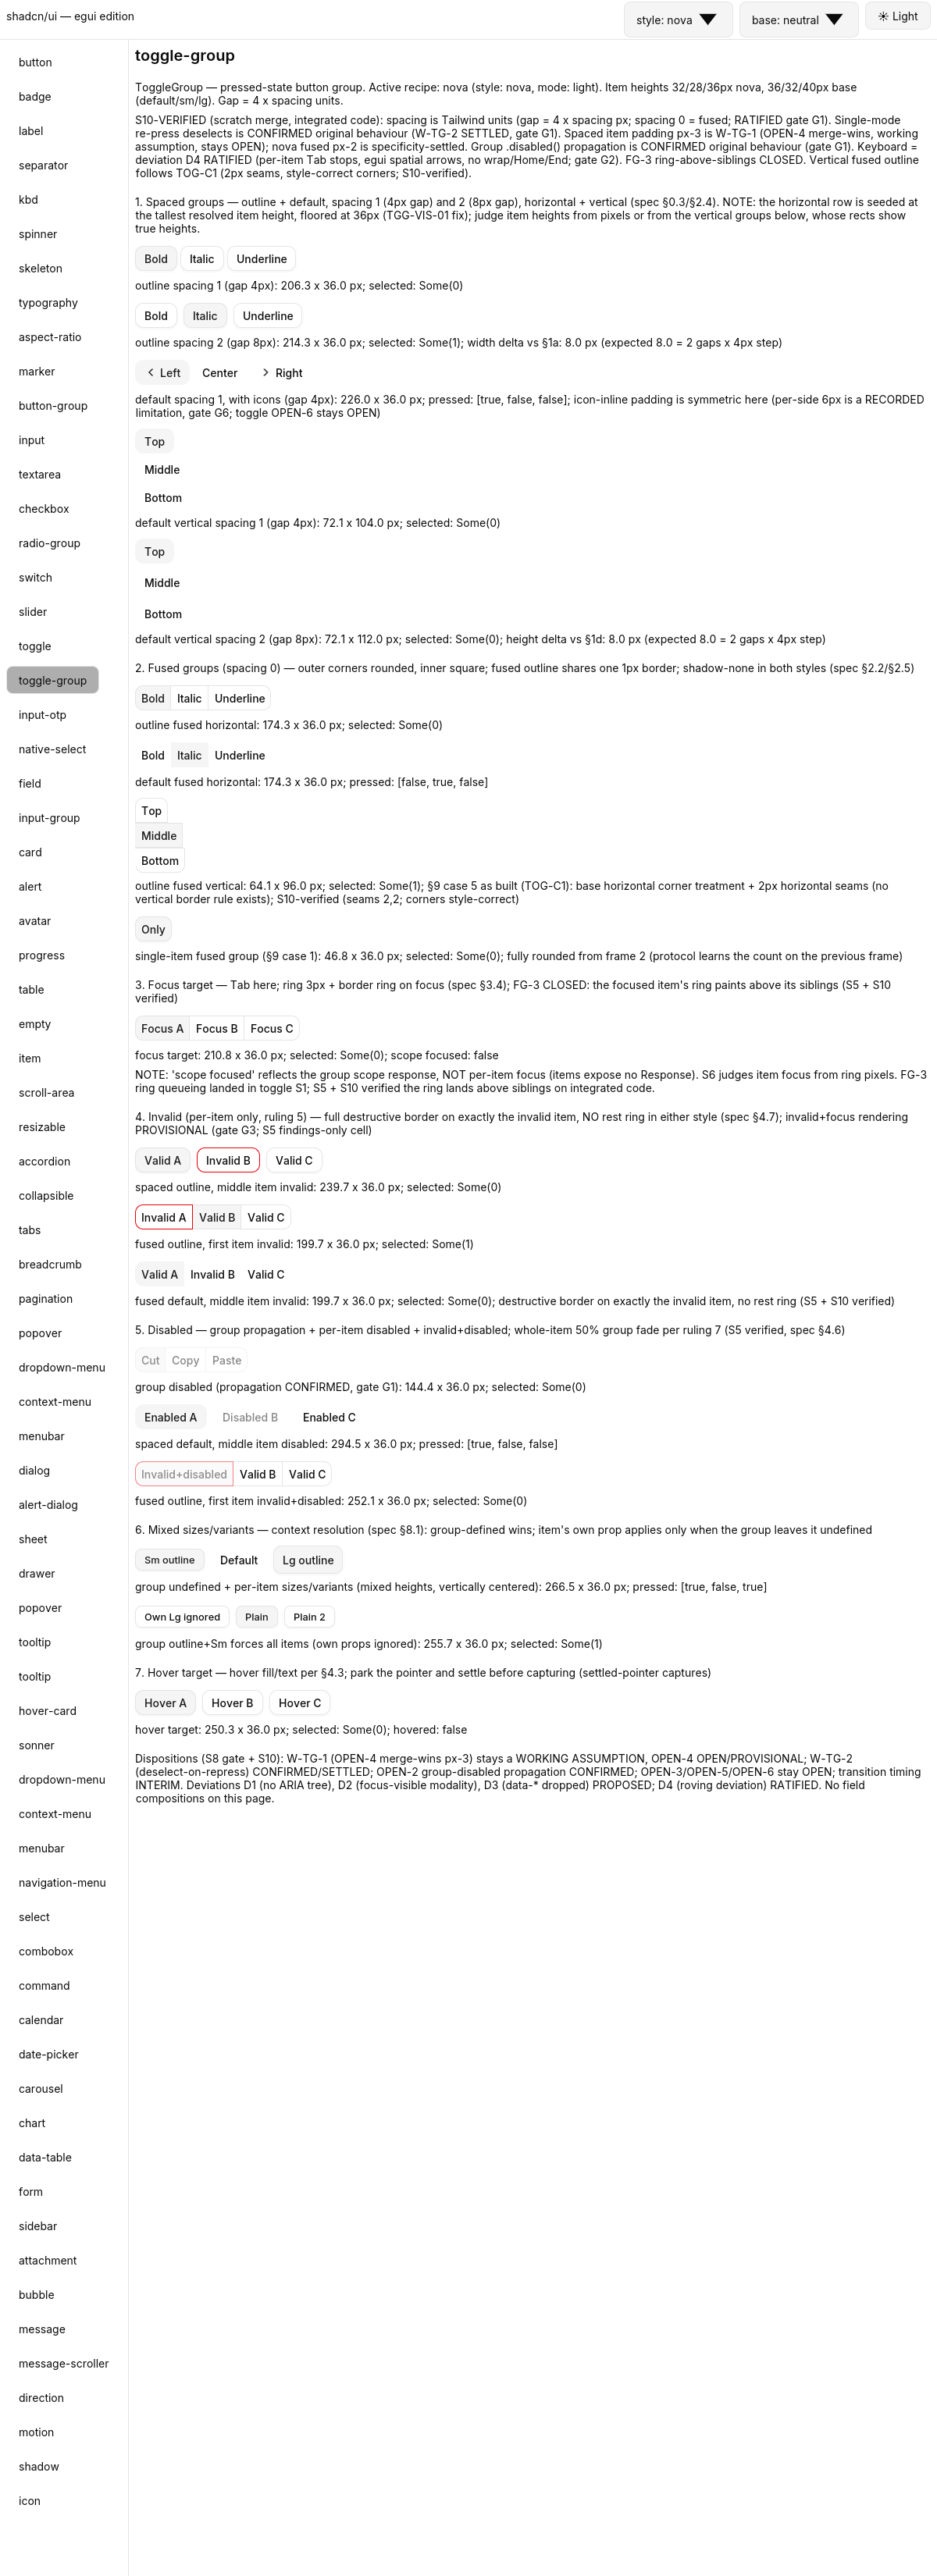 shadcn/ui — egui edition
style: nova
base: neutral
☀ Light
button
badge
label
separator
kbd
spinner
skeleton
typography
aspect-ratio
marker
button-group
input
textarea
checkbox
radio-group
switch
slider
toggle
toggle-group
input-otp
native-select
field
input-group
card
alert
avatar
progress
table
empty
item
scroll-area
resizable
accordion
collapsible
tabs
breadcrumb
pagination
popover
dropdown-menu
context-menu
menubar
dialog
alert-dialog
sheet
drawer
popover
tooltip
tooltip
hover-card
sonner
dropdown-menu
context-menu
menubar
navigation-menu
select
combobox
command
calendar
date-picker
carousel
chart
data-table
form
sidebar
attachment
bubble
message
message-scroller
direction
motion
shadow
icon
toggle-group
ToggleGroup — pressed-state button group. Active recipe: nova (style: nova, mode: light). Item heights 32/28/36px nova, 36/32/40px base
(default/sm/lg). Gap = 4 x spacing units.
S10-VERIFIED (scratch merge, integrated code): spacing is Tailwind units (gap = 4 x spacing px; spacing 0 = fused; RATIFIED gate G1). Single-mode
re-press deselects is CONFIRMED original behaviour (W-TG-2 SETTLED, gate G1). Spaced item padding px-3 is W-TG-1 (OPEN-4 merge-wins, working
assumption, stays OPEN); nova fused px-2 is specificity-settled. Group .disabled() propagation is CONFIRMED original behaviour (gate G1). Keyboard =
deviation D4 RATIFIED (per-item Tab stops, egui spatial arrows, no wrap/Home/End; gate G2). FG-3 ring-above-siblings CLOSED. Vertical fused outline
follows TOG-C1 (2px seams, style-correct corners; S10-verified).
1. Spaced groups — outline + default, spacing 1 (4px gap) and 2 (8px gap), horizontal + vertical (spec §0.3/§2.4). NOTE: the horizontal row is seeded at
the tallest resolved item height, floored at 36px (TGG-VIS-01 fix); judge item heights from pixels or from the vertical groups below, whose rects show
true heights.
Bold Italic Underline
outline spacing 1 (gap 4px): 206.3 x 36.0 px; selected: Some(0)
Bold Italic Underline
outline spacing 2 (gap 8px): 214.3 x 36.0 px; selected: Some(1); width delta vs §1a: 8.0 px (expected 8.0 = 2 gaps x 4px step)
Left Center Right
default spacing 1, with icons (gap 4px): 226.0 x 36.0 px; pressed: [true, false, false]; icon-inline padding is symmetric here (per-side 6px is a RECORDED
limitation, gate G6; toggle OPEN-6 stays OPEN)
Top
Middle
Bottom
default vertical spacing 1 (gap 4px): 72.1 x 104.0 px; selected: Some(0)
Top
Middle
Bottom
default vertical spacing 2 (gap 8px): 72.1 x 112.0 px; selected: Some(0); height delta vs §1d: 8.0 px (expected 8.0 = 2 gaps x 4px step)
2. Fused groups (spacing 0) — outer corners rounded, inner square; fused outline shares one 1px border; shadow-none in both styles (spec §2.2/§2.5)
Bold Italic Underline
outline fused horizontal: 174.3 x 36.0 px; selected: Some(0)
Bold Italic Underline
default fused horizontal: 174.3 x 36.0 px; pressed: [false, true, false]
Top
Middle
Bottom
outline fused vertical: 64.1 x 96.0 px; selected: Some(1); §9 case 5 as built (TOG-C1): base horizontal corner treatment + 2px horizontal seams (no
vertical border rule exists); S10-verified (seams 2,2; corners style-correct)
Only
single-item fused group (§9 case 1): 46.8 x 36.0 px; selected: Some(0); fully rounded from frame 2 (protocol learns the count on the previous frame)
3. Focus target — Tab here; ring 3px + border ring on focus (spec §3.4); FG-3 CLOSED: the focused item's ring paints above its siblings (S5 + S10
verified)
Focus A Focus B Focus C
focus target: 210.8 x 36.0 px; selected: Some(0); scope focused: false
NOTE: 'scope focused' reflects the group scope response, NOT per-item focus (items expose no Response). S6 judges item focus from ring pixels. FG-3
ring queueing landed in toggle S1; S5 + S10 verified the ring lands above siblings on integrated code.
4. Invalid (per-item only, ruling 5) — full destructive border on exactly the invalid item, NO rest ring in either style (spec §4.7); invalid+focus rendering
PROVISIONAL (gate G3; S5 findings-only cell)
Valid A Invalid B Valid C
spaced outline, middle item invalid: 239.7 x 36.0 px; selected: Some(0)
Invalid A Valid B Valid C
fused outline, first item invalid: 199.7 x 36.0 px; selected: Some(1)
Valid A Invalid B Valid C
fused default, middle item invalid: 199.7 x 36.0 px; selected: Some(0); destructive border on exactly the invalid item, no rest ring (S5 + S10 verified)
5. Disabled — group propagation + per-item disabled + invalid+disabled; whole-item 50% group fade per ruling 7 (S5 verified, spec §4.6)
Cut Copy Paste
group disabled (propagation CONFIRMED, gate G1): 144.4 x 36.0 px; selected: Some(0)
Enabled A Disabled B Enabled C
spaced default, middle item disabled: 294.5 x 36.0 px; pressed: [true, false, false]
Invalid+disabled Valid B Valid C
fused outline, first item invalid+disabled: 252.1 x 36.0 px; selected: Some(0)
6. Mixed sizes/variants — context resolution (spec §8.1): group-defined wins; item's own prop applies only when the group leaves it undefined
Sm outline Default Lg outline
group undefined + per-item sizes/variants (mixed heights, vertically centered): 266.5 x 36.0 px; pressed: [true, false, true]
Own Lg ignored Plain Plain 2
group outline+Sm forces all items (own props ignored): 255.7 x 36.0 px; selected: Some(1)
7. Hover target — hover fill/text per §4.3; park the pointer and settle before capturing (settled-pointer captures)
Hover A Hover B Hover C
hover target: 250.3 x 36.0 px; selected: Some(0); hovered: false
Dispositions (S8 gate + S10): W-TG-1 (OPEN-4 merge-wins px-3) stays a WORKING ASSUMPTION, OPEN-4 OPEN/PROVISIONAL; W-TG-2
(deselect-on-repress) CONFIRMED/SETTLED; OPEN-2 group-disabled propagation CONFIRMED; OPEN-3/OPEN-5/OPEN-6 stay OPEN; transition timing
INTERIM. Deviations D1 (no ARIA tree), D2 (focus-visible modality), D3 (data-* dropped) PROPOSED; D4 (roving deviation) RATIFIED. No field
compositions on this page.